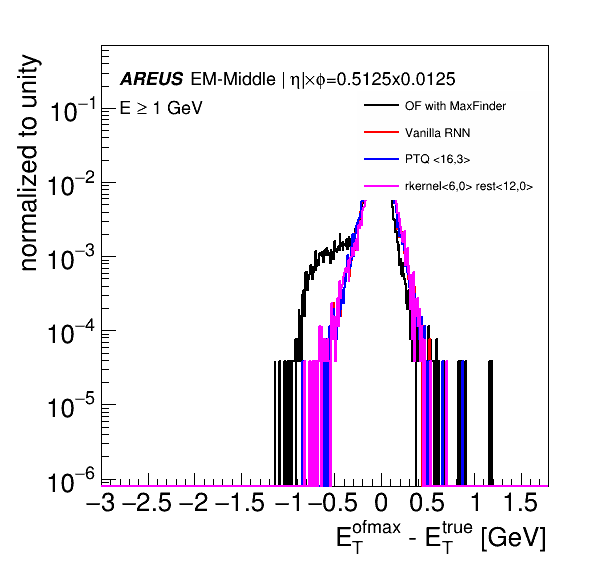 normalized to unity
AREUS EM-Middle | η|×ϕ=0.5125x0.0125
E ≥ 1 GeV
OF with MaxFinder
Vanilla RNN
PTQ <16,3>
rkernel<6,0> rest<12,0>
10⁻¹
10⁻²
10⁻³
10⁻⁴
10⁻⁵
10⁻⁶
−3 −2.5 −2 −1.5 −1 −0.5 0 0.5 1 1.5
E_T^ofmax - E_T^true [GeV]